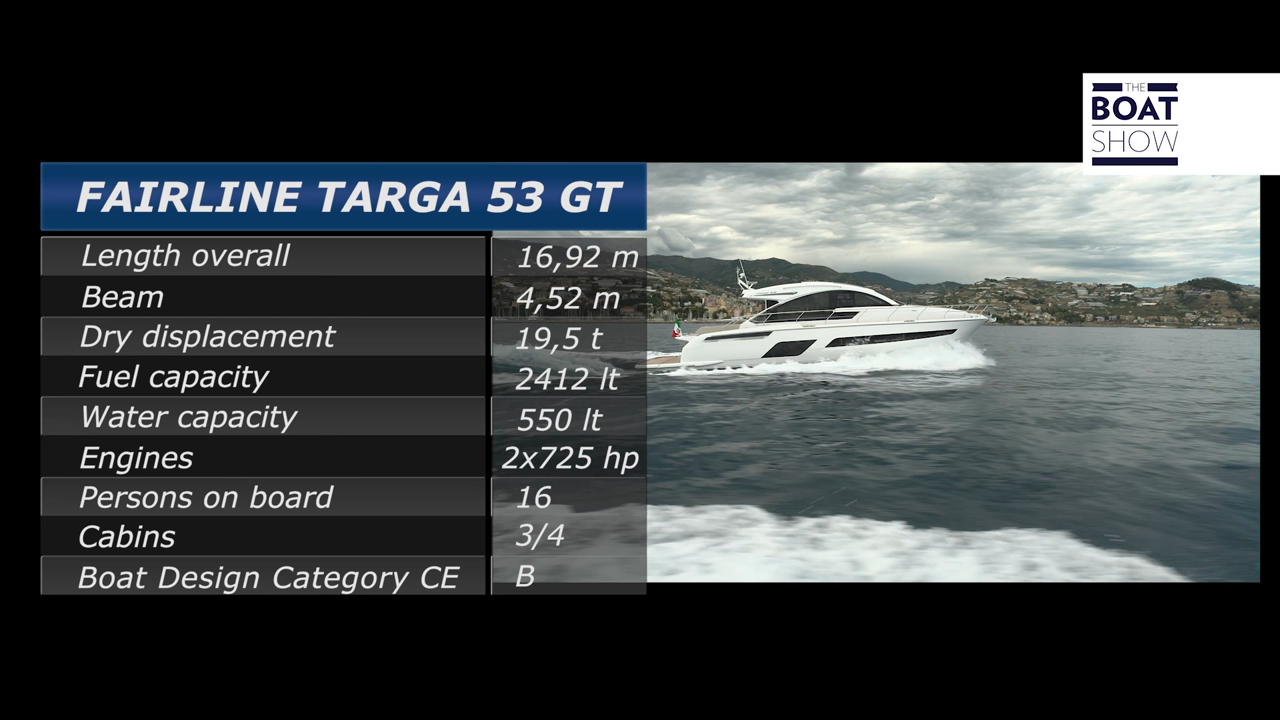 THE
BOAT
SHOW
FAIRLINE TARGA 53 GT
Length overall 16,92 m
Beam 4,52 m
Dry displacement 19,5 t
Fuel capacity 2412 lt
Water capacity 550 lt
Engines 2x725 hp
Persons on board 16
Cabins 3/4
Boat Design Category CE B